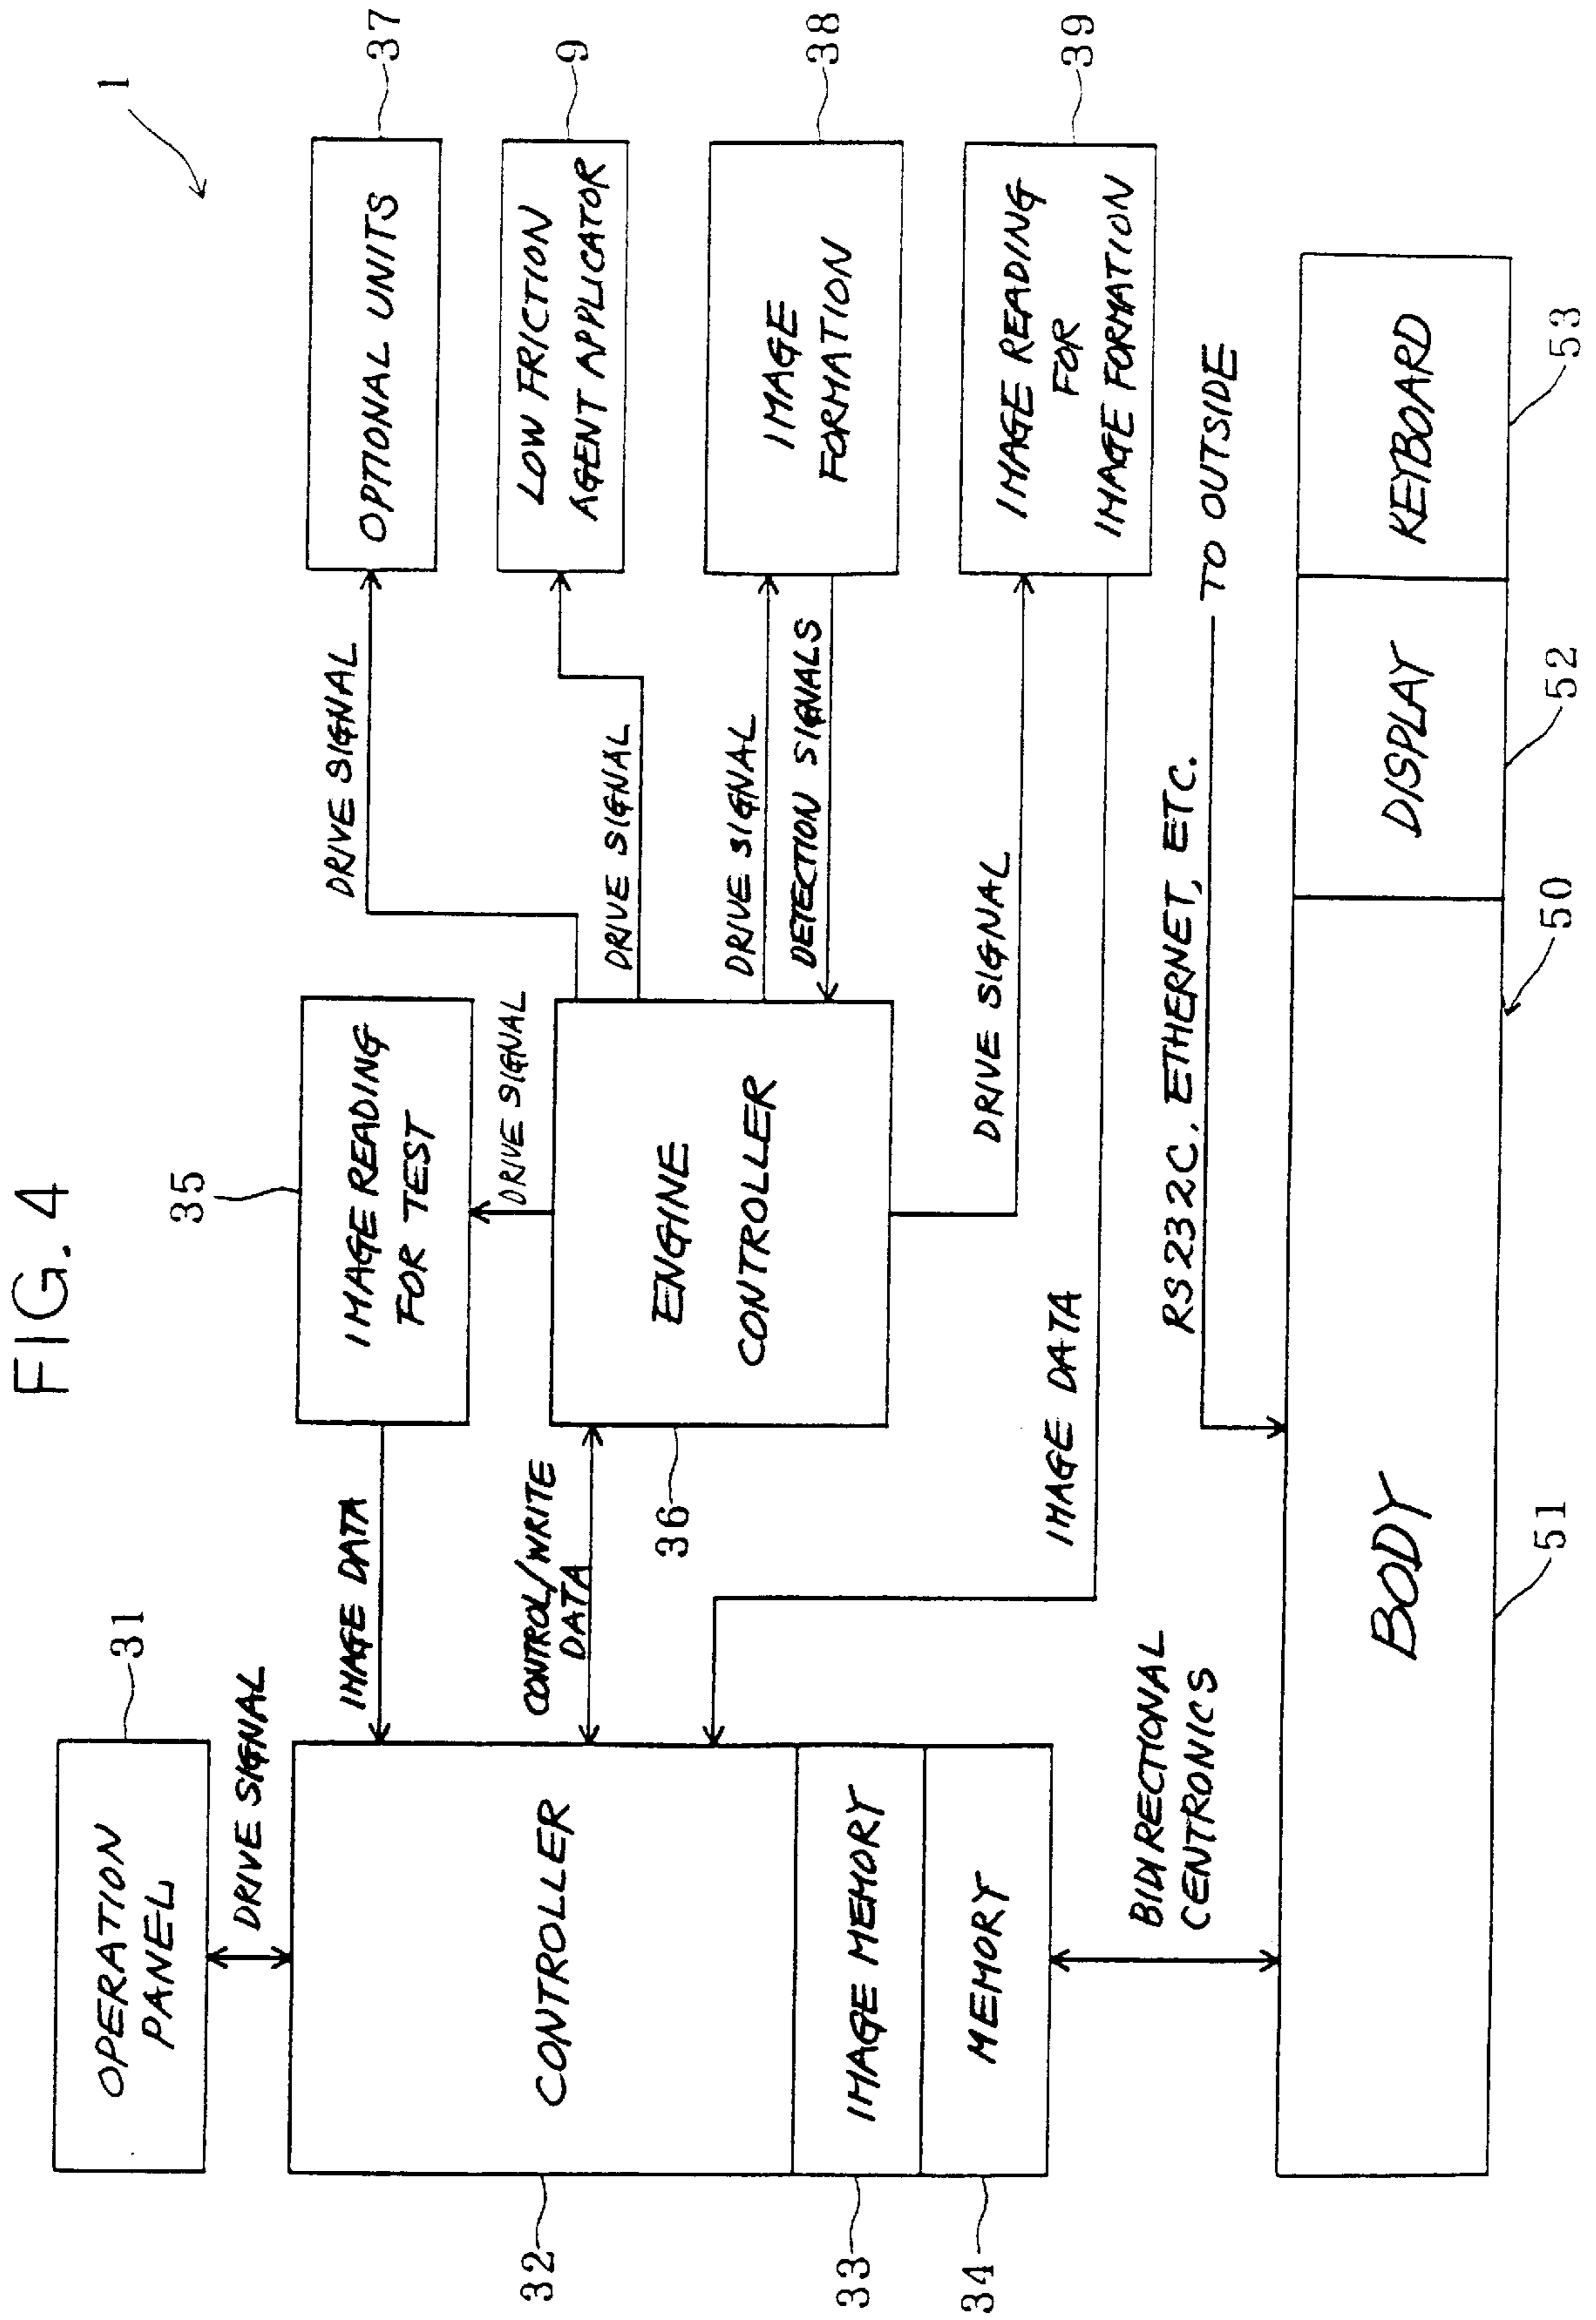 FIG. 4
1
OPERATION
PANEL
31
DRIVE SIGNAL
CONTROLLER
32
IMAGE MEMORY
33
MEMORY
34
IMAGE DATA
CONTROL/WRITE
DATA
IMAGE READING
FOR TEST
35
DRIVE SIGNAL
ENGINE
CONTROLLER
36
DRIVE SIGNAL
OPTIONAL UNITS
37
DRIVE SIGNAL
LOW FRICTION
AGENT APPLICATOR
9
DRIVE SIGNAL
DETECTION SIGNALS
IMAGE
FORMATION
38
DRIVE SIGNAL
IMAGE READING
FOR
IMAGE FORMATION
39
IMAGE DATA
BIDIRECTIONAL
CENTRONICS
RS232C. ETHERNET, ETC.
TO OUTSIDE
BODY
51
DISPLAY
52
KEYBOARD
53
50